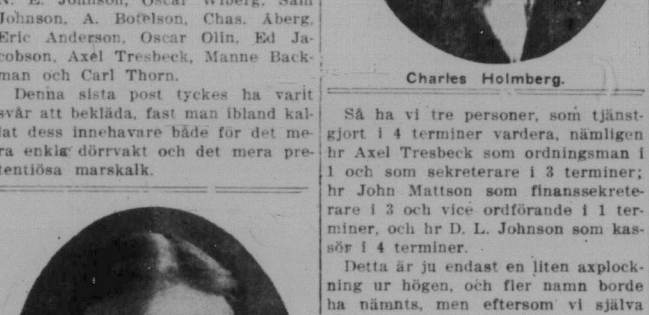 N. E. Johnson, Oscar Wiberg, Sam
Johnson, A. Botelson, Chas. Åberg,
Eric Anderson, Oscar Olin, Ed Ja-
cobson, Axel Tresbeck, Manne Back-
man och Carl Thorn.
Denna sista post tyckes ha varit
svår att bekläda, fast man ibland kal-
lat dess innehavare både för det me-
ra enkla dörrvakt och det mera pre-
tentiösa marskalk.
Charles Holmberg.
Så ha vi tre personer, som tjänst-
gjort i 4 terminer vardera, nämligen
hr Axel Tresbeck som ordningsman i
1 och som sekreterare i 3 terminer;
hr John Mattson som finanssekrete-
rare i 3 och vice ordförande i 1 ter-
miner, och hr D. L. Johnson som kas-
sör i 4 terminer.
Detta är ju endast en liten axplock-
ning ur högen, och fler namn borde
ha nämnts, men eftersom vi själva